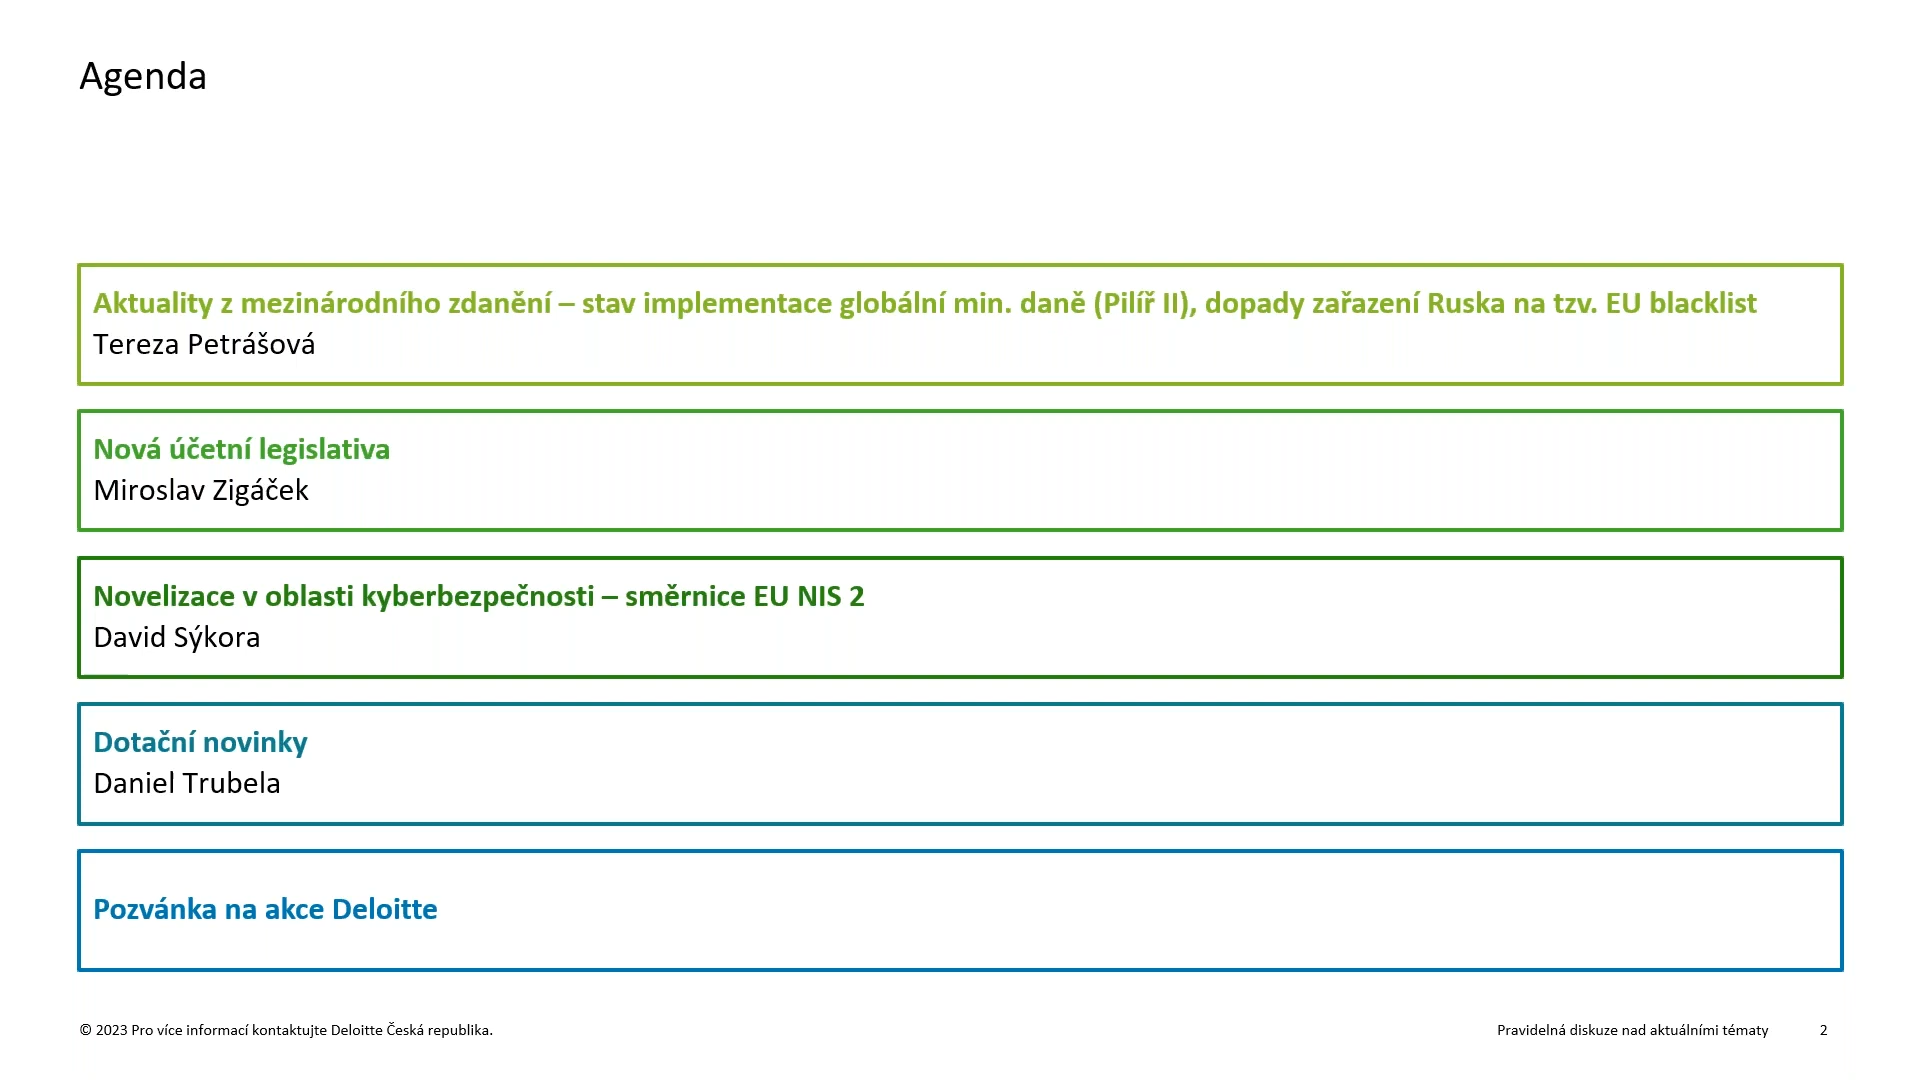 Agenda
Aktuality z mezinárodního zdanění – stav implementace globální min. daně (Pilíř II), dopady zařazení Ruska na tzv. EU blacklist
Tereza Petrášová
Nová účetní legislativa
Miroslav Zigáček
Novelizace v oblasti kyberbezpečnosti – směrnice EU NIS 2
David Sýkora
Dotační novinky
Daniel Trubela
Pozvánka na akce Deloitte
© 2023 Pro více informací kontaktujte Deloitte Česká republika.
Pravidelná diskuze nad aktuálními tématy 2